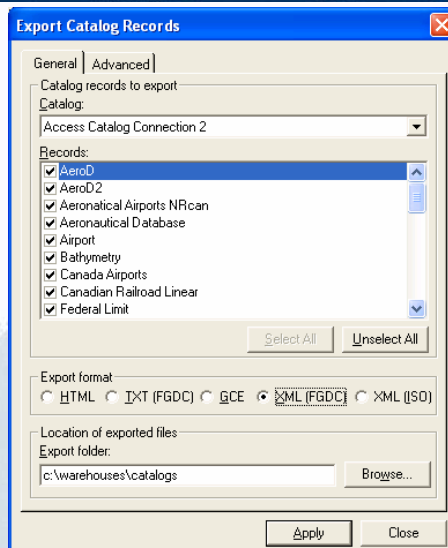 Export Catalog Records
General Advanced
Catalog records to export
Catalog:
Access Catalog Connection 2
Records:
AeroD
AeroD2
Aeronatical Airports NRcan
Aeronautical Database
Airport
Bathymetry
Canada Airports
Canadian Railroad Linear
Federal Limit
Select All Unselect All
Export format
HTML TXT (FGDC) GCE XML (FGDC) XML (ISO)
Location of exported files
Export folder:
c:\warehouses\catalogs Browse...
Apply Close